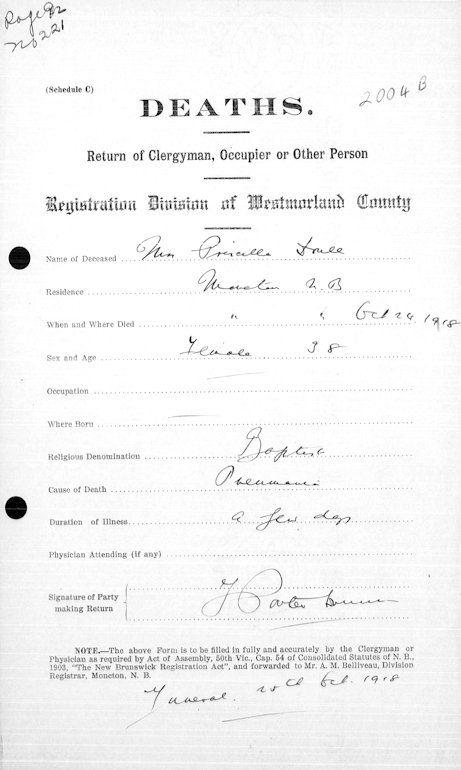 No 221
2004 B
(Schedule C)
DEATHS.
Return of Clergyman, Occupier or Other Person
Registration Division of Westmorland County
Name of Deceased Mrs Priscilla
Residence Moncton N.B
When and Where Died " " Oct 1918
Sex and Age Female 38
Occupation
Where Born
Religious Denomination Baptist
Cause of Death Pneumonia
Duration of Illness a few days
Physician Attending (if any)
Signature of Party
making Return
NOTE.—The above Form is to be filled in fully and accurately by the Clergyman or
Physician as required by Act of Assembly, 50th Vic., Cap. 54 of Consolidated Statutes of N. B.,
1903, "The New Brunswick Registration Act", and forwarded to Mr. A. M. Belliveau, Division
Registrar, Moncton, N. B.
Funeral Oct. 1918